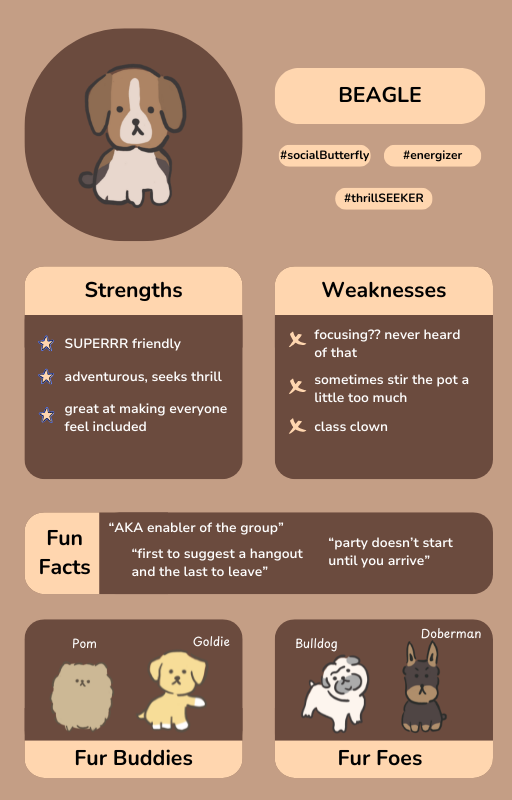 BEAGLE
#socialButterfly
#energizer
#thrillSEEKER
Strengths
SUPERRR friendly
adventurous, seeks thrill
great at making everyone
feel included
Weaknesses
focusing?? never heard
of that
sometimes stir the pot a
little too much
class clown
Fun
Facts
“AKA enabler of the group”
“first to suggest a hangout
and the last to leave”
“party doesn’t start
until you arrive”
Pom
Goldie
Fur Buddies
Bulldog
Doberman
Fur Foes